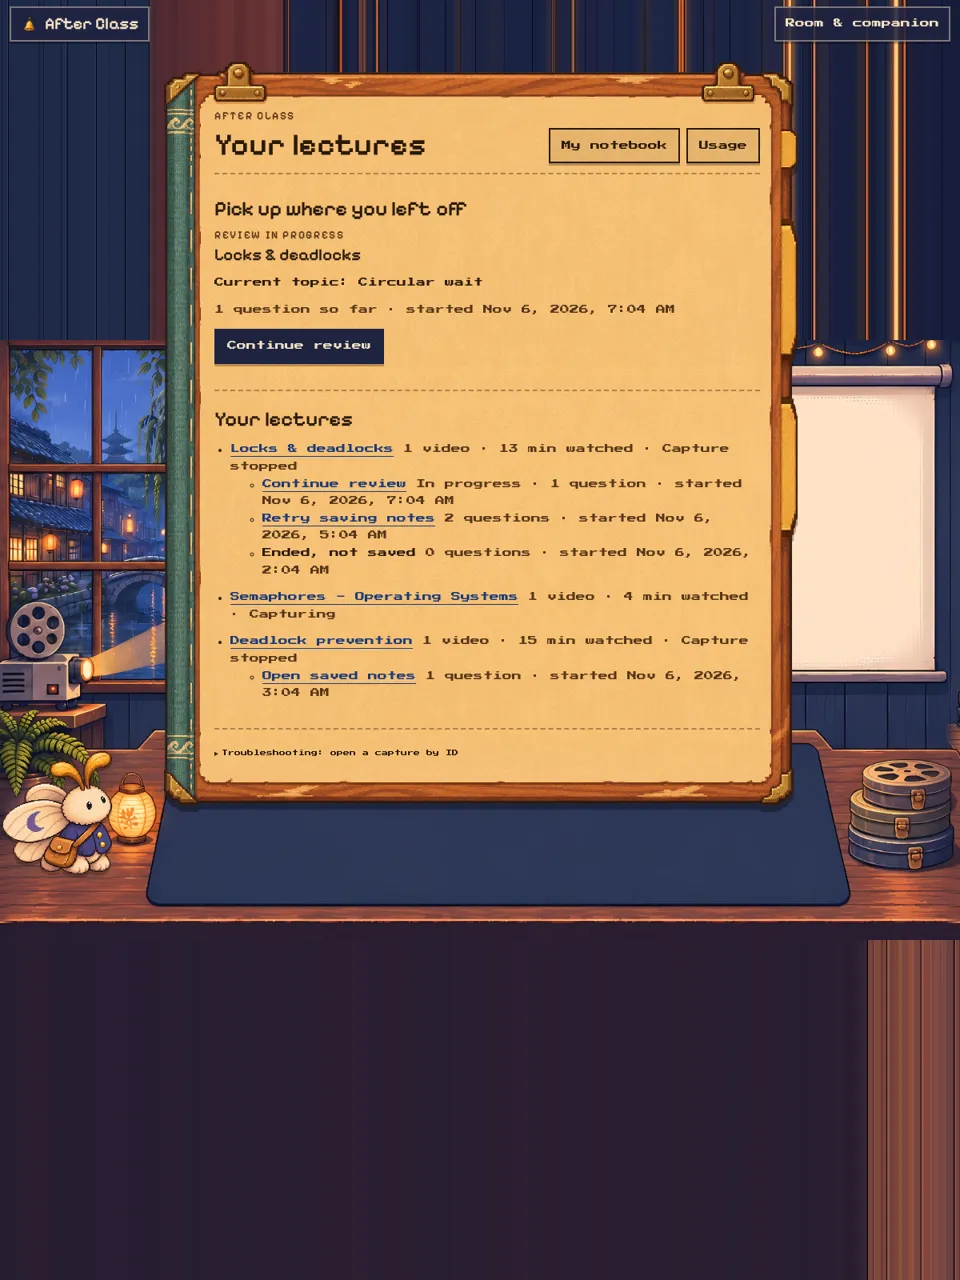 After Class
Room & companion
AFTER CLASS
Your lectures
My notebook
Usage
Pick up where you left off
REVIEW IN PROGRESS
Locks & deadlocks
Current topic: Circular wait
1 question so far · started Nov 6, 2026, 7:04 AM
Continue review
Your lectures
• Locks & deadlocks 1 video · 13 min watched · Capture
stopped
◦ Continue review In progress · 1 question · started
Nov 6, 2026, 7:04 AM
◦ Retry saving notes 2 questions · started Nov 6,
2026, 5:04 AM
◦ Ended, not saved 0 questions · started Nov 6, 2026,
2:04 AM
• Semaphores – Operating Systems 1 video · 4 min watched
· Capturing
• Deadlock prevention 1 video · 15 min watched · Capture
stopped
◦ Open saved notes 1 question · started Nov 6, 2026,
3:04 AM
▸ Troubleshooting: open a capture by ID